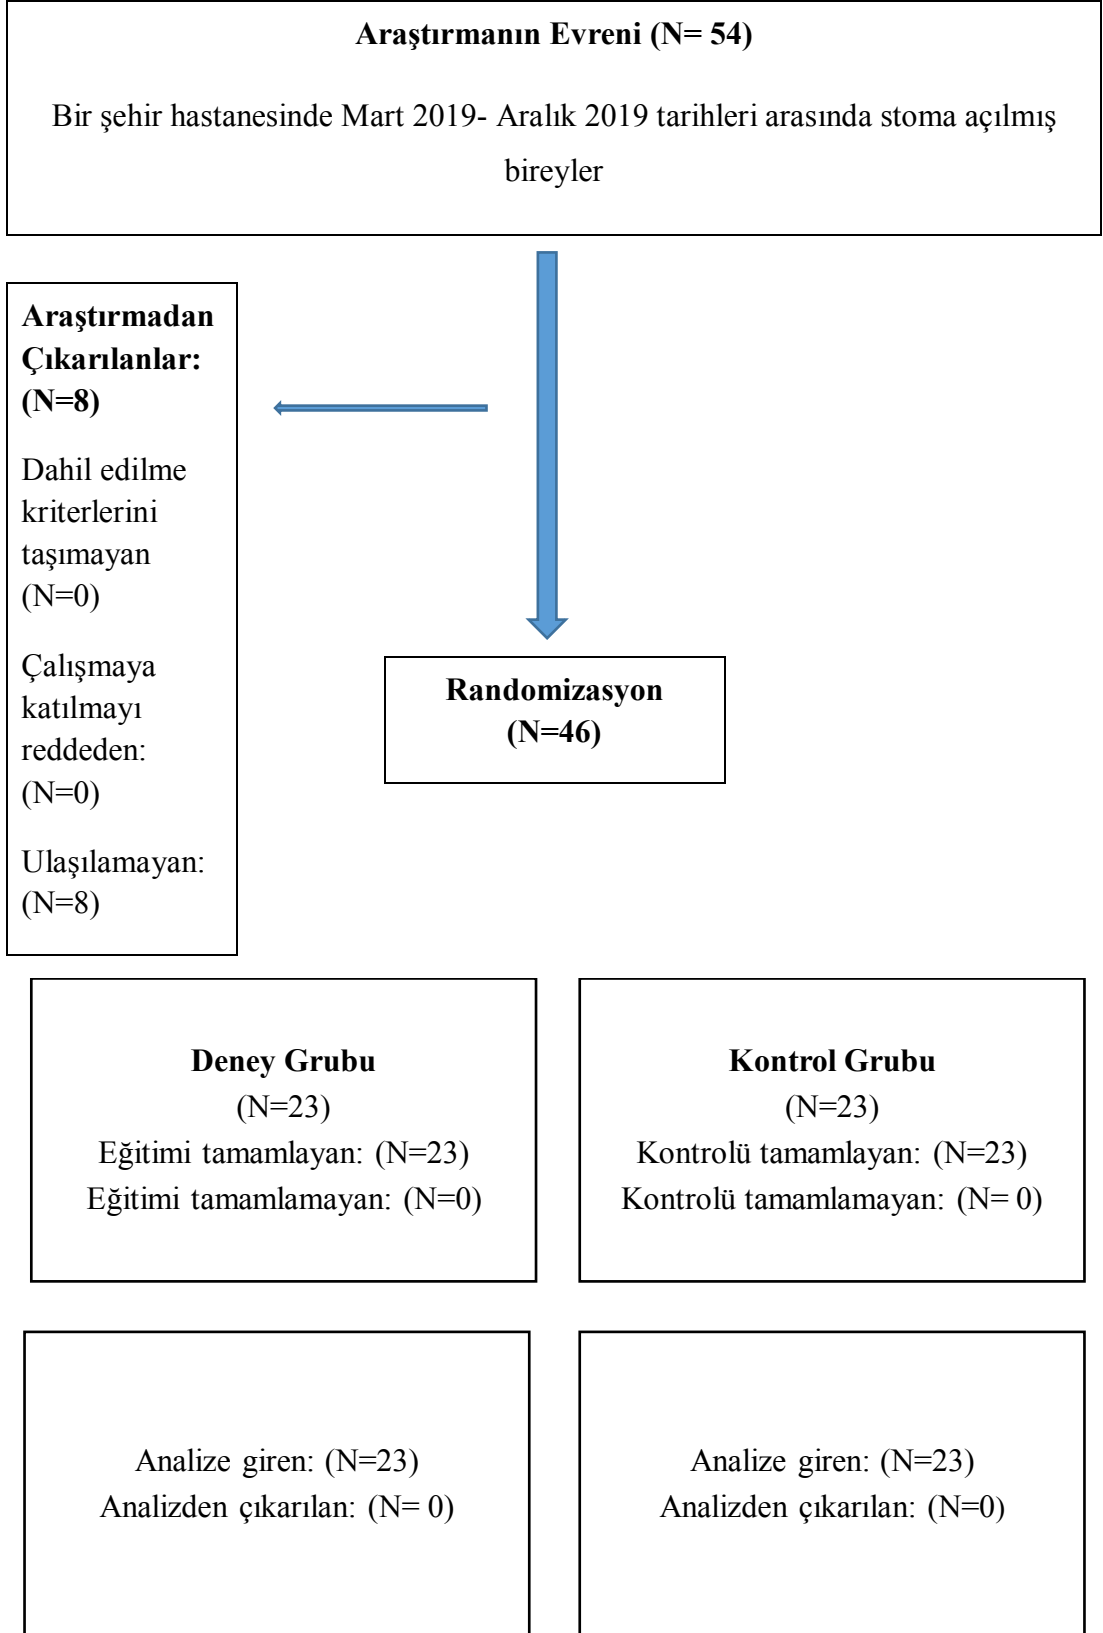 Araştırmanın Evreni (N= 54)
Bir şehir hastanesinde Mart 2019- Aralık 2019 tarihleri arasında stoma açılmış
bireyler
Araştırmadan
Çıkarılanlar:
(N=8)
Dahil edilme
kriterlerini
taşımayan
(N=0)
Çalışmaya
katılmayı
reddeden:
(N=0)
Ulaşılamayan:
(N=8)
Randomizasyon
(N=46)
Deney Grubu
(N=23)
Eğitimi tamamlayan: (N=23)
Eğitimi tamamlamayan: (N=0)
Kontrol Grubu
(N=23)
Kontrolü tamamlayan: (N=23)
Kontrolü tamamlamayan: (N= 0)
Analize giren: (N=23)
Analizden çıkarılan: (N= 0)
Analize giren: (N=23)
Analizden çıkarılan: (N=0)